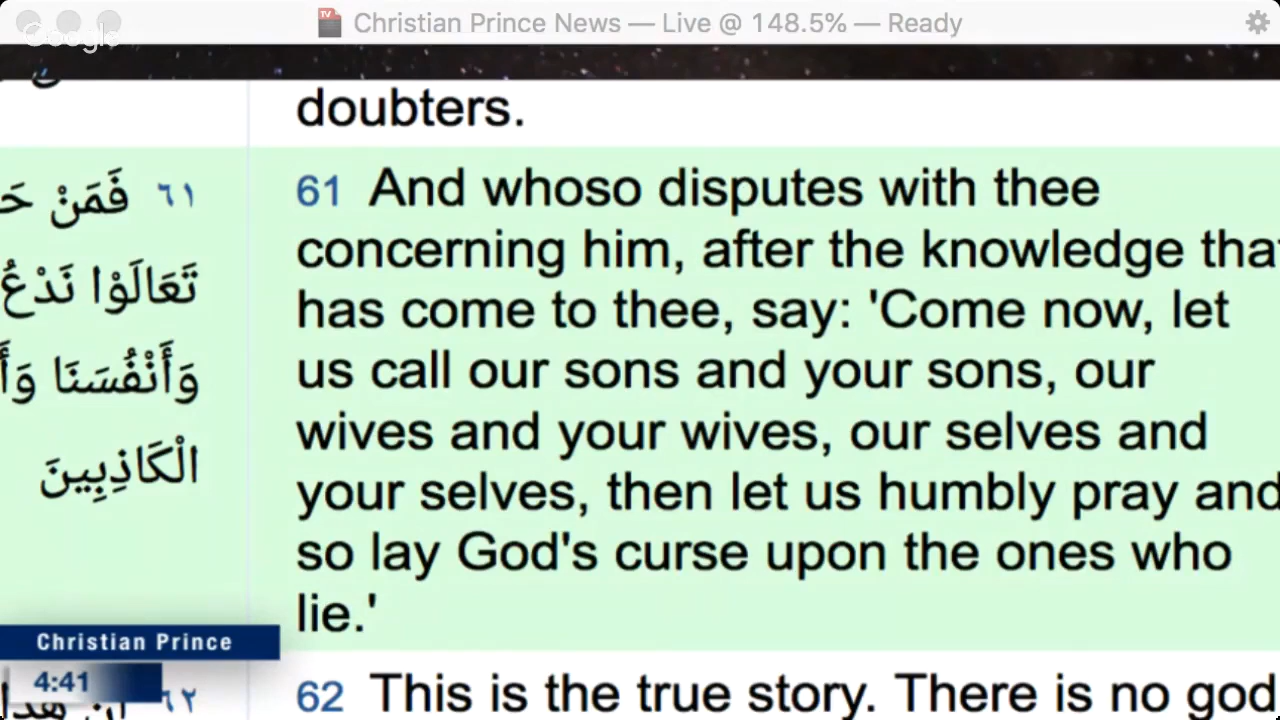 Christian Prince News — Live @ 148.5% — Ready
Google
doubters.
٦١ فَمَنْ
61 And whoso disputes with thee
concerning him, after the knowledge
تَعَالَوْا نَدْعُ
has come to thee, say: 'Come now, let
us call our sons and your sons, our
وَأَنْفُسَنَا
wives and your wives, our selves and
الْكَاذِبِينَ
your selves, then let us humbly pray and
so lay God's curse upon the ones who
lie.'
Christian Prince
4:41
٦٢
62 This is the true story. There is no god